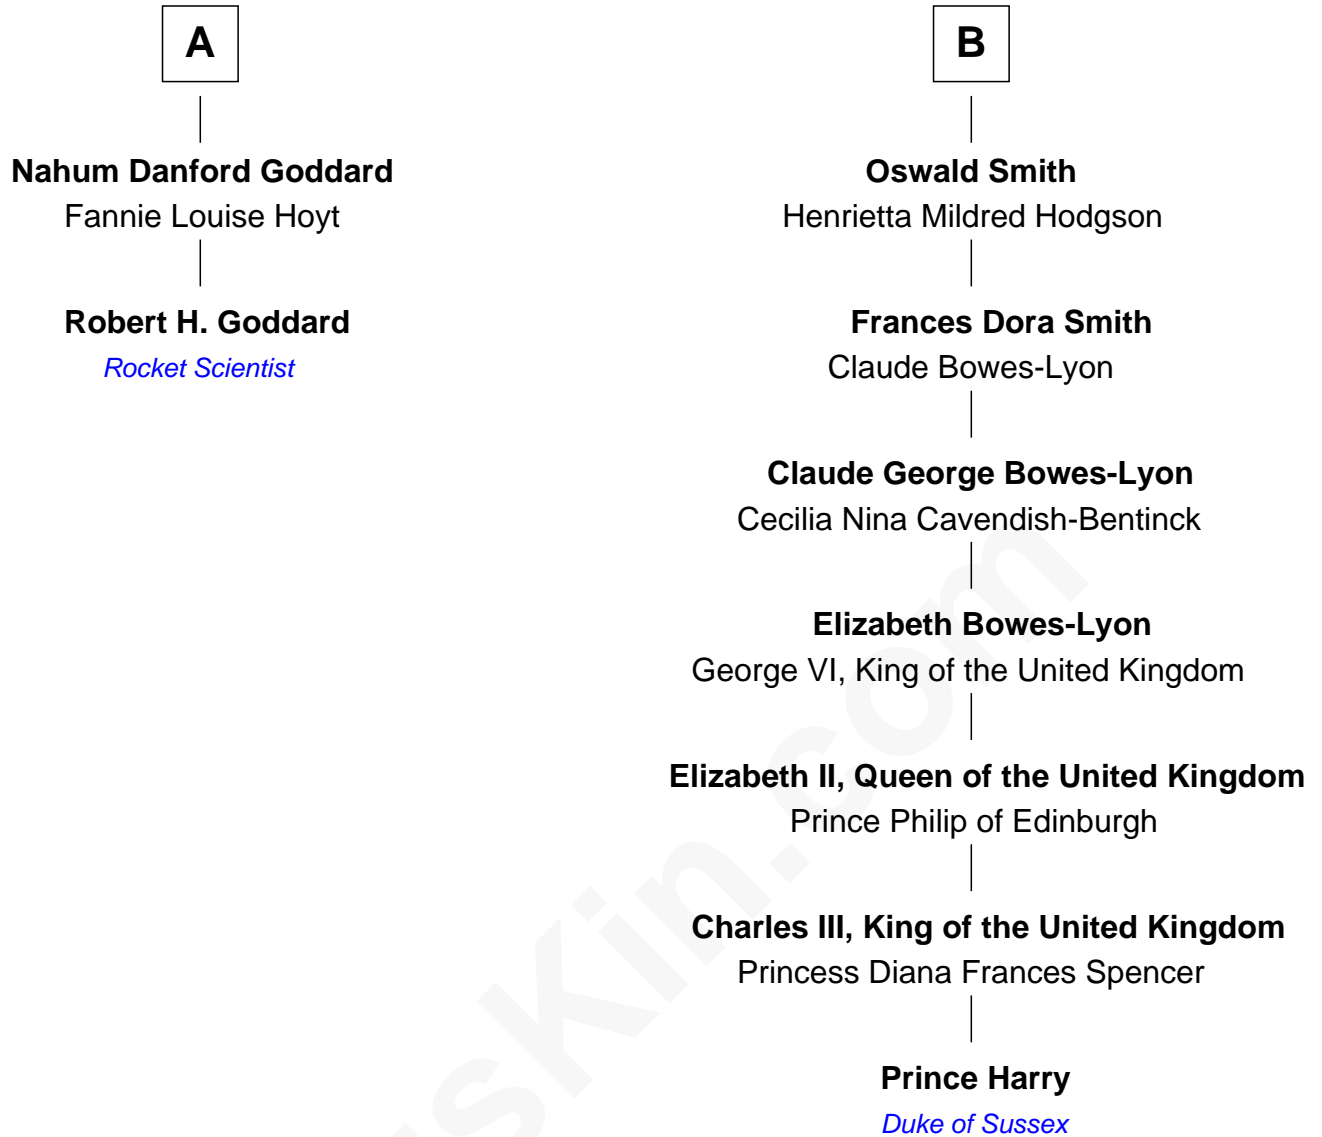 A
Nahum Danford Goddard
Fannie Louise Hoyt
Robert H. Goddard
Rocket Scientist
B
Oswald Smith
Henrietta Mildred Hodgson
Frances Dora Smith
Claude Bowes-Lyon
Claude George Bowes-Lyon
Cecilia Nina Cavendish-Bentinck
Elizabeth Bowes-Lyon
George VI, King of the United Kingdom
Elizabeth II, Queen of the United Kingdom
Prince Philip of Edinburgh
Charles III, King of the United Kingdom
Princess Diana Frances Spencer
Prince Harry
Duke of Sussex